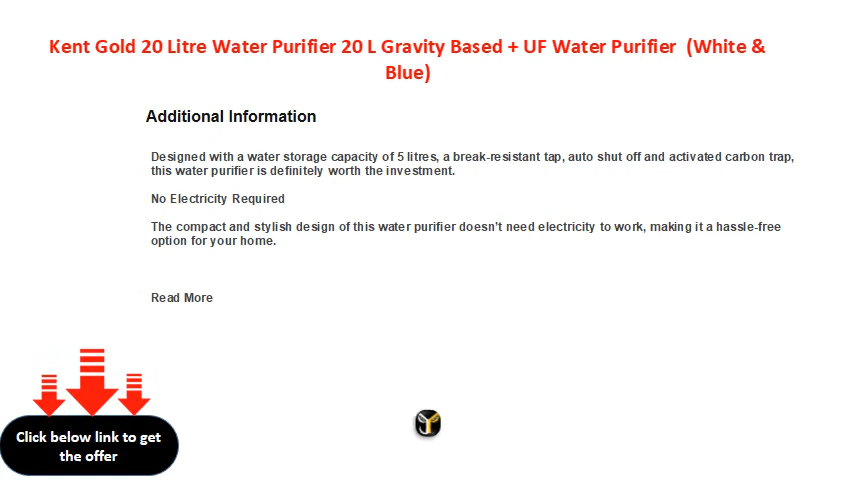 Kent Gold 20 Litre Water Purifier 20 L Gravity Based + UF Water Purifier  (White &
Blue)
Additional Information
Designed with a water storage capacity of 5 litres, a break-resistant tap, auto shut off and activated carbon trap,
this water purifier is definitely worth the investment.
No Electricity Required
The compact and stylish design of this water purifier doesn't need electricity to work, making it a hassle-free
option for your home.
Read More
Click below link to get
the offer